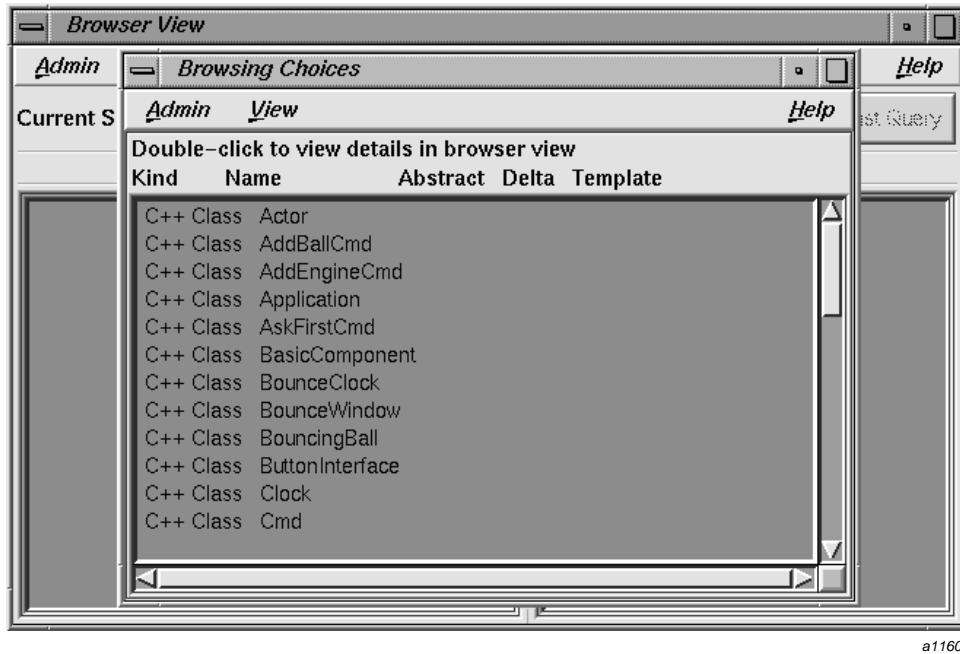 Browser View
Admin Help
Browsing Choices
Admin View Help
Current S
Query
Double-click to view details in browser view
Kind Name Abstract Delta Template
C++ Class Actor
C++ Class AddBallCmd
C++ Class AddEngineCmd
C++ Class Application
C++ Class AskFirstCmd
C++ Class BasicComponent
C++ Class BounceClock
C++ Class BounceWindow
C++ Class BouncingBall
C++ Class ButtonInterface
C++ Class Clock
C++ Class Cmd
a1160